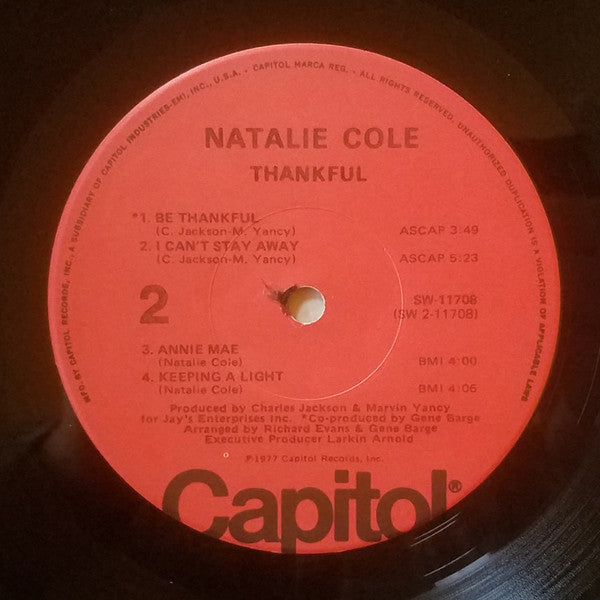 MFD. BY CAPITOL RECORDS, INC., A SUBSIDIARY OF CAPITOL INDUSTRIES-EMI, INC., U.S.A. • CAPITOL MARCA REG. • ALL RIGHTS RESERVED. UNAUTHORIZED DUPLICATION IS A VIOLATION OF APPLICABLE LAWS
NATALIE COLE
THANKFUL
*1. BE THANKFUL
(C. Jackson-M. Yancy) ASCAP 3:49
2. I CAN'T STAY AWAY
(C. Jackson-M. Yancy) ASCAP 5:23
2
SW-11708
(SW 2-11708)
3. ANNIE MAE
(Natalie Cole) BMI 4:00
4. KEEPING A LIGHT
(Natalie Cole) BMI 4:06
Produced by Charles Jackson & Marvin Yancy
for Jay's Enterprises Inc. *Co-produced by Gene Barge
Arranged by Richard Evans & Gene Barge
Executive Producer Larkin Arnold
℗1977 Capitol Records, Inc.
Capitol®